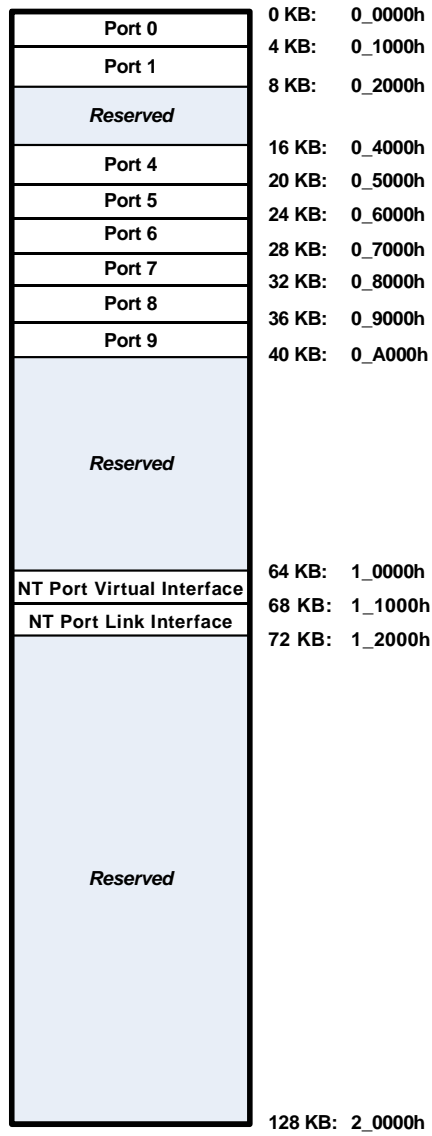 0 KB: 0_0000h
Port 0
4 KB: 0_1000h
Port 1
8 KB: 0_2000h
Reserved
16 KB: 0_4000h
Port 4
20 KB: 0_5000h
Port 5
24 KB: 0_6000h
Port 6
28 KB: 0_7000h
Port 7
32 KB: 0_8000h
Port 8
36 KB: 0_9000h
Port 9
40 KB: 0_A000h
Reserved
64 KB: 1_0000h
NT Port Virtual Interface
68 KB: 1_1000h
NT Port Link Interface
72 KB: 1_2000h
Reserved
128 KB: 2_0000h